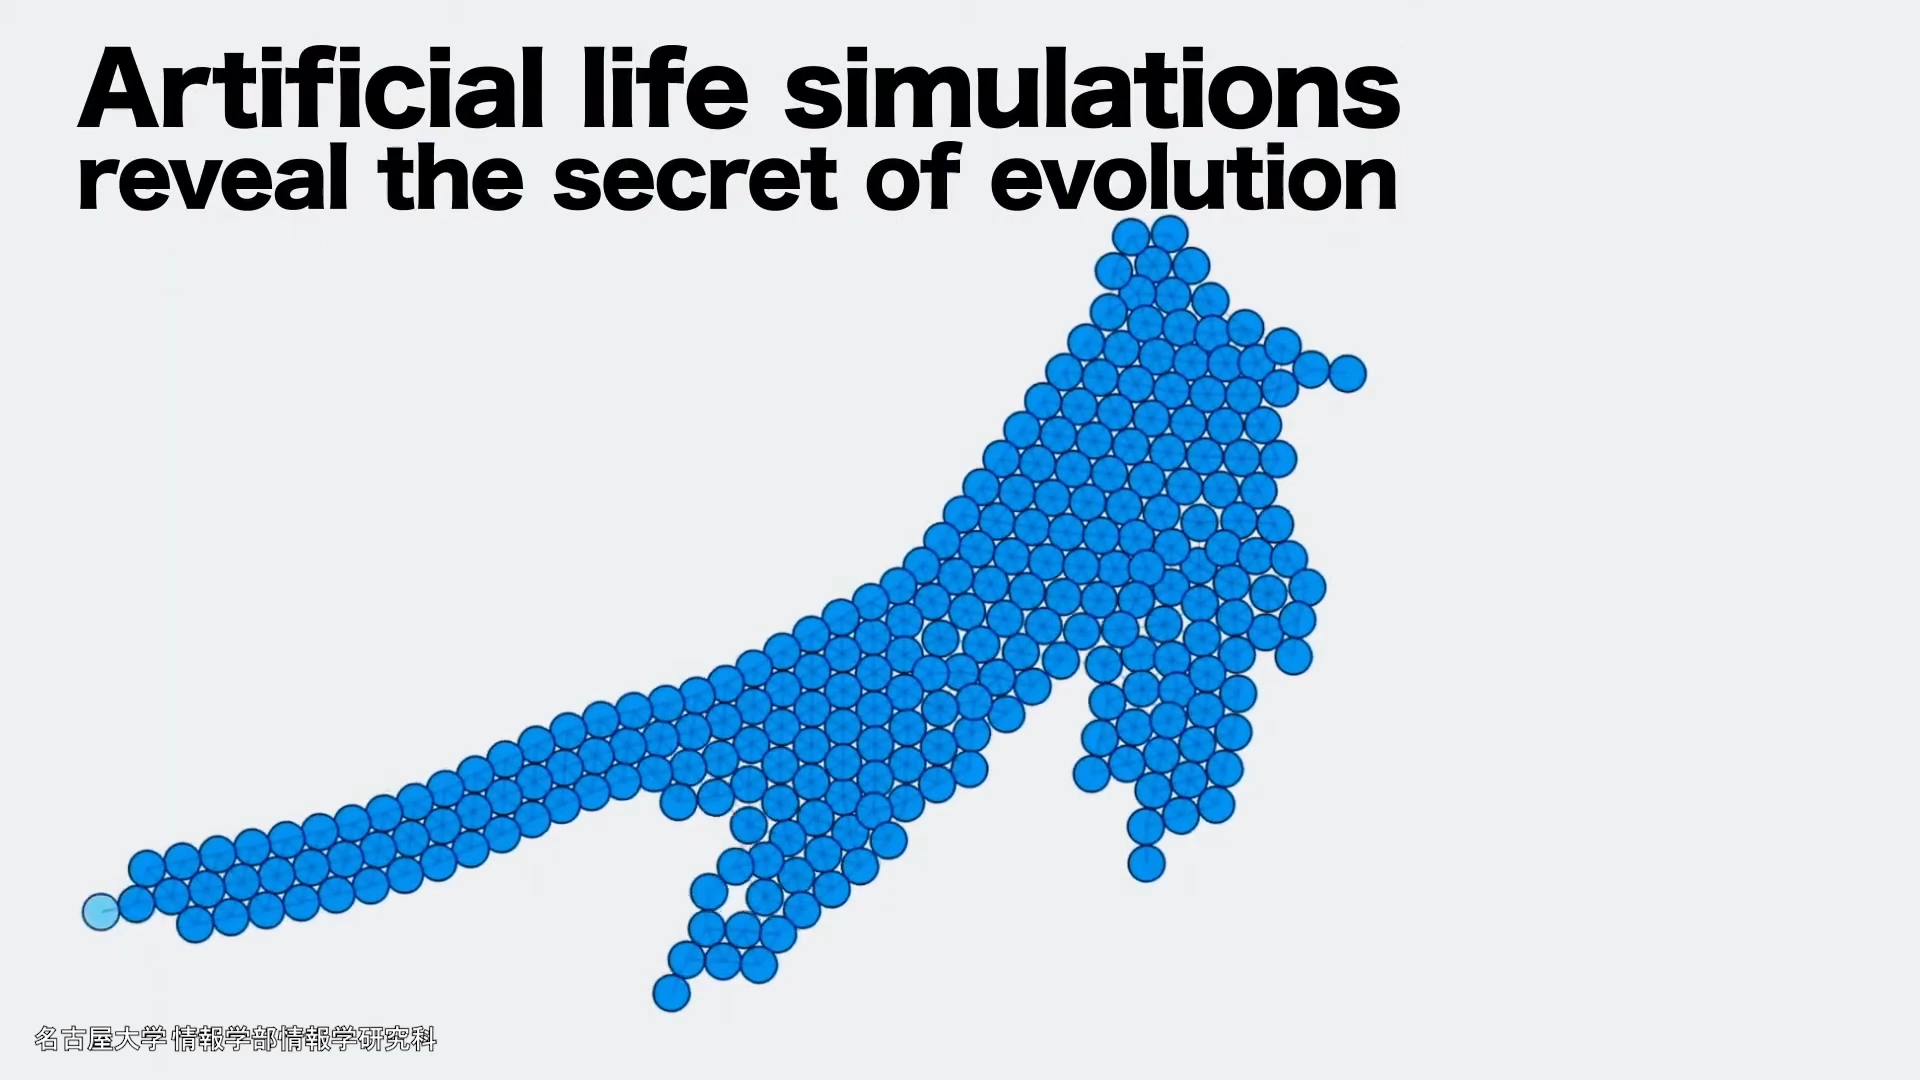 Artificial life simulations
reveal the secret of evolution
名古屋大学 情報学部情報学研究科